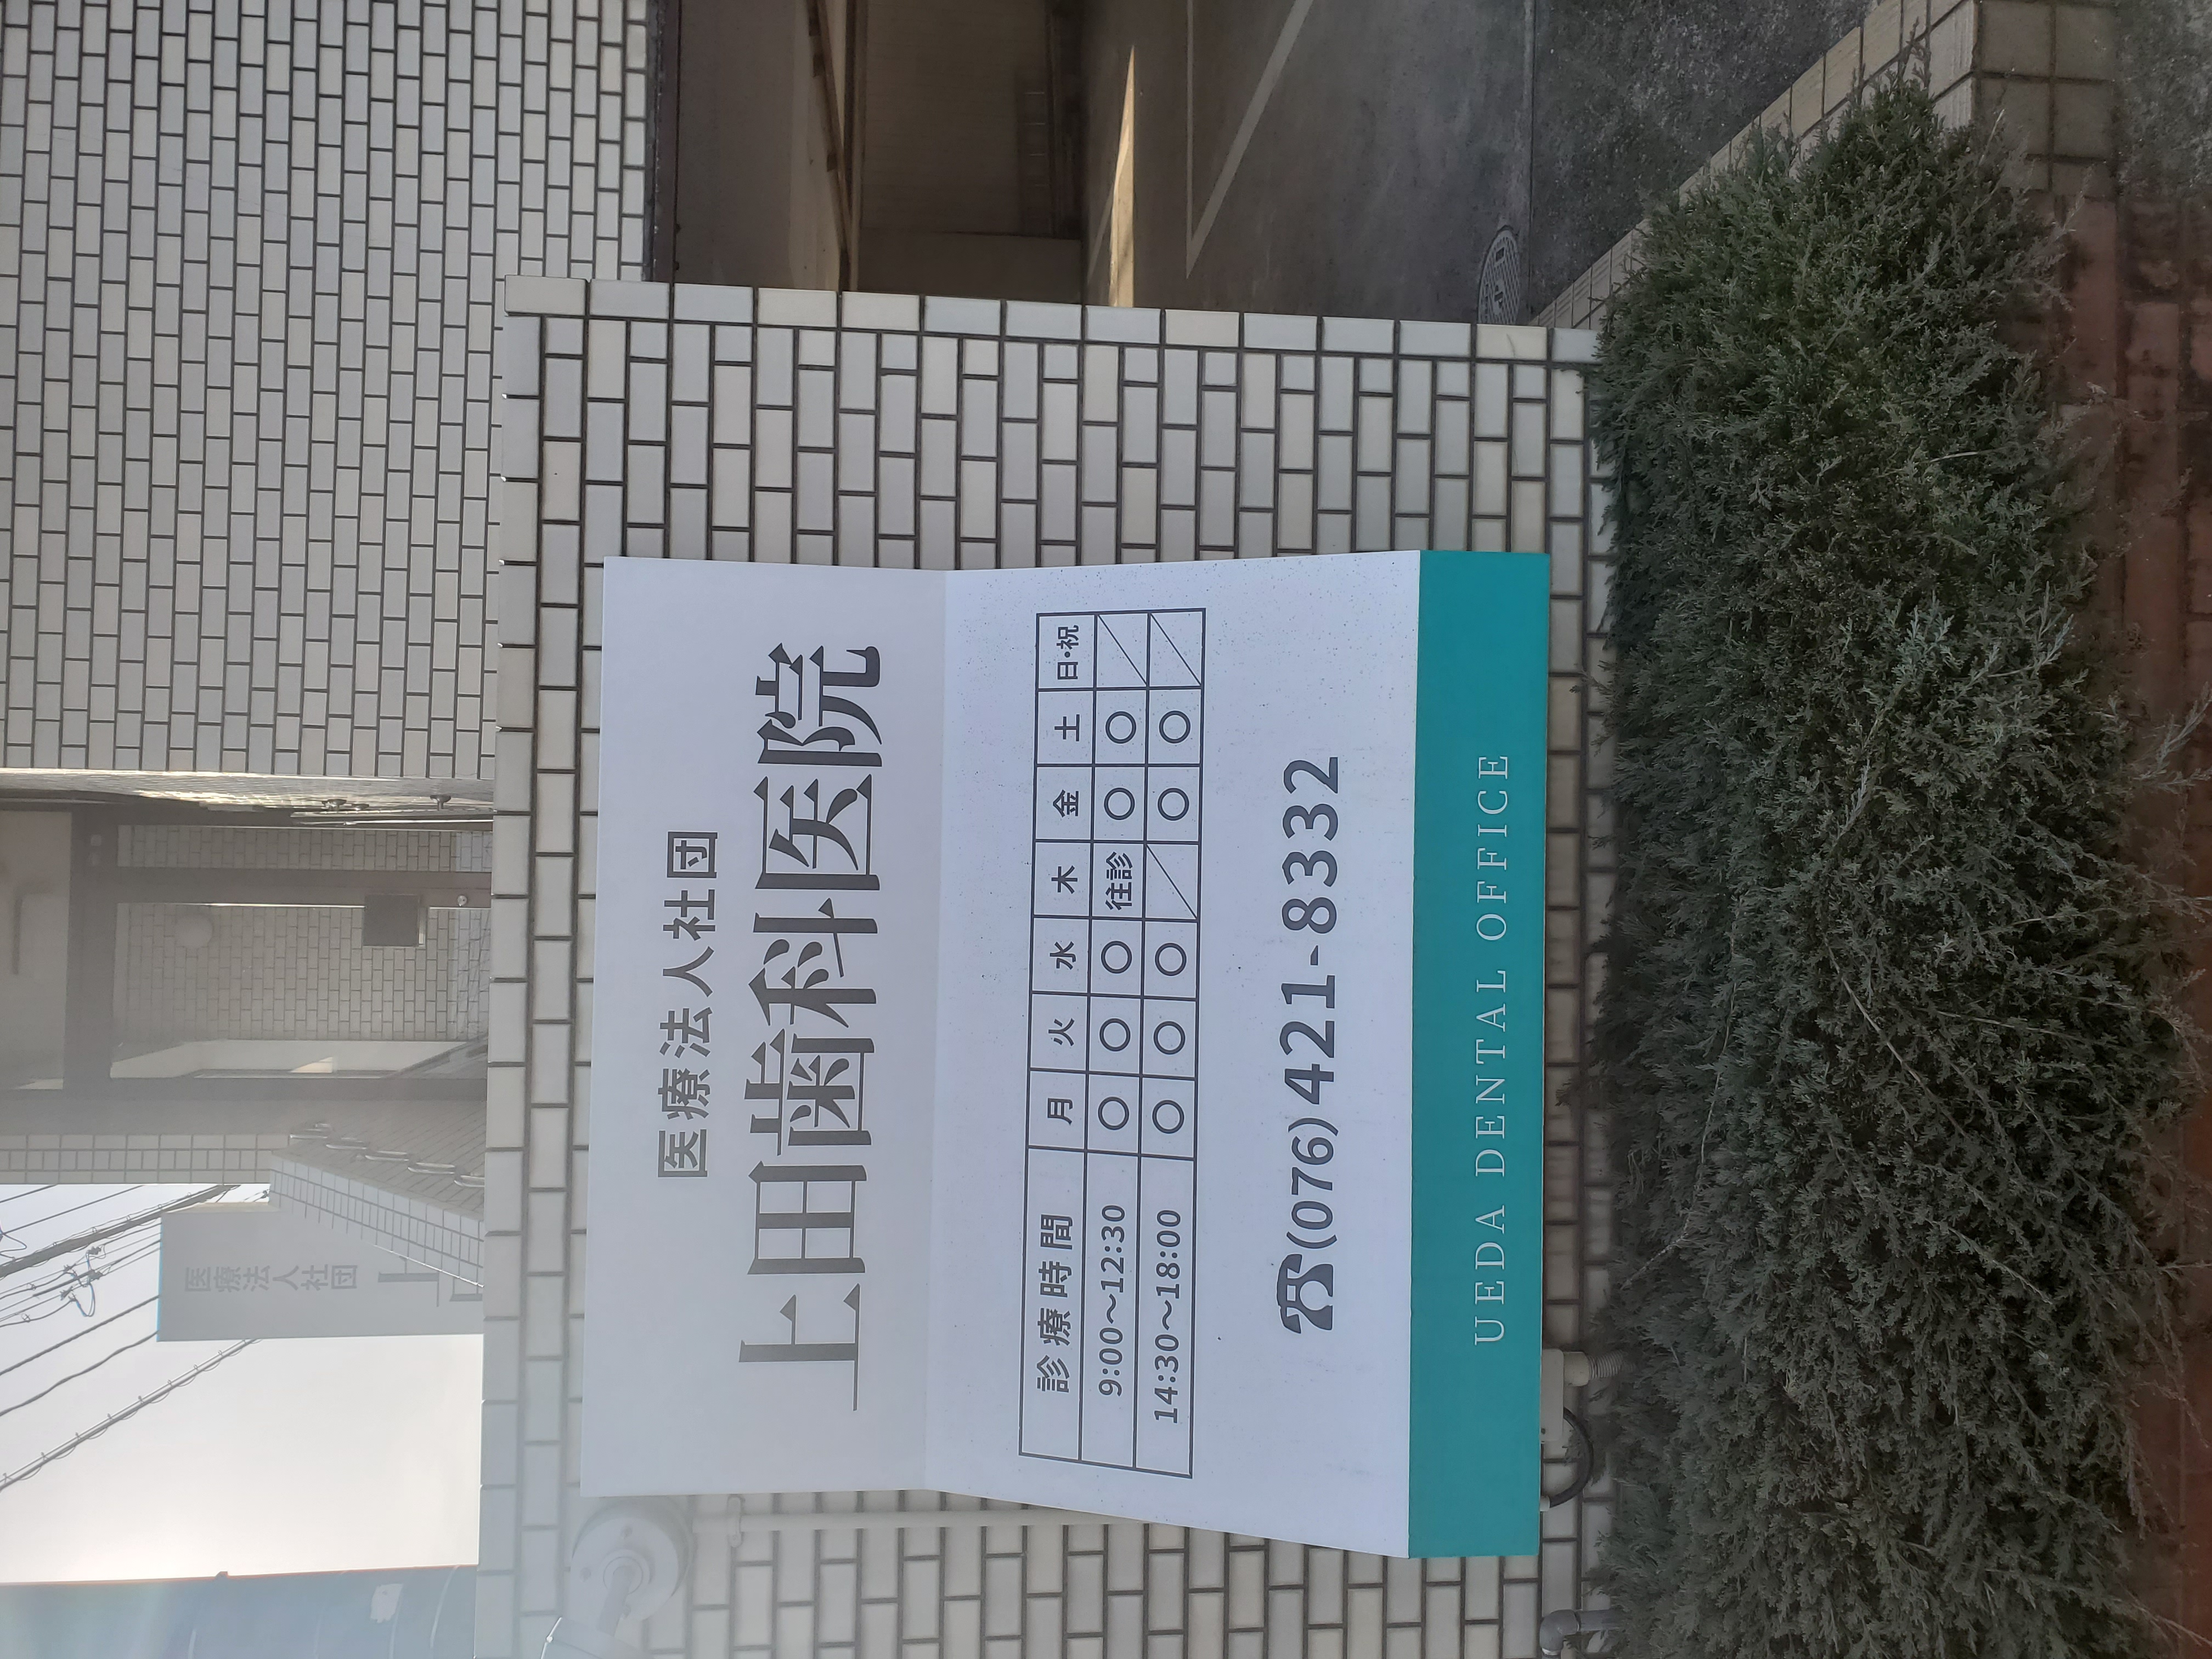 医療法人社団
上田歯科医院
診療時間 月 火 水 木 金 土 日・祝
9:00〜12:30 ○ ○ ○ 往診 ○ ○ ／
14:30〜18:00 ○ ○ ○ ／ ○ ○ ／
☎(076)421-8332
UEDA DENTAL OFFICE
医療法人社団
上